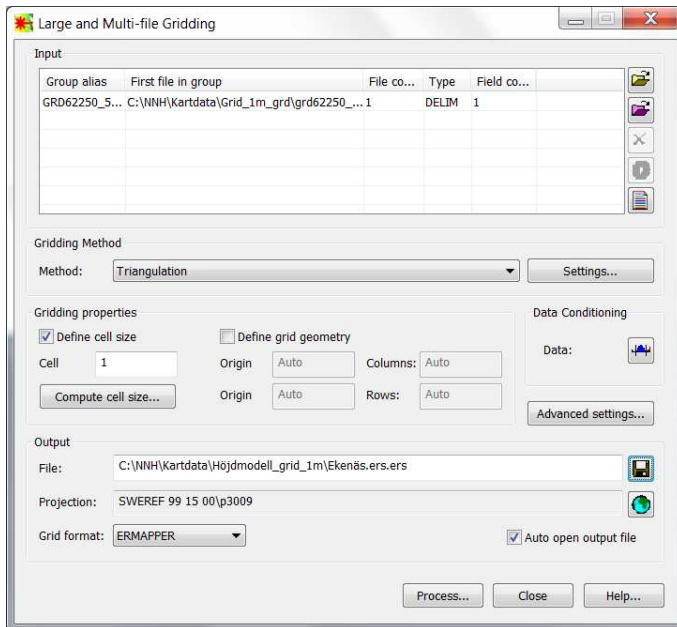 Large and Multi-file Gridding
Input
Group alias First file in group File co... Type Field co...
GRD62250_5... C:\NNH\Kartdata\Grid_1m_grd\grd62250_... 1 DELIM 1
Gridding Method
Method: Triangulation Settings...
Gridding properties Data Conditioning
Define cell size Define grid geometry
Cell 1 Origin Auto Columns: Auto Data:
Compute cell size... Origin Auto Rows: Auto
Advanced settings...
Output
File: C:\NNH\Kartdata\Höjdmodell_grid_1m\Ekenäs.ers.ers
Projection: SWEREF 99 15 00\p3009
Grid format: ERMAPPER Auto open output file
Process... Close Help...